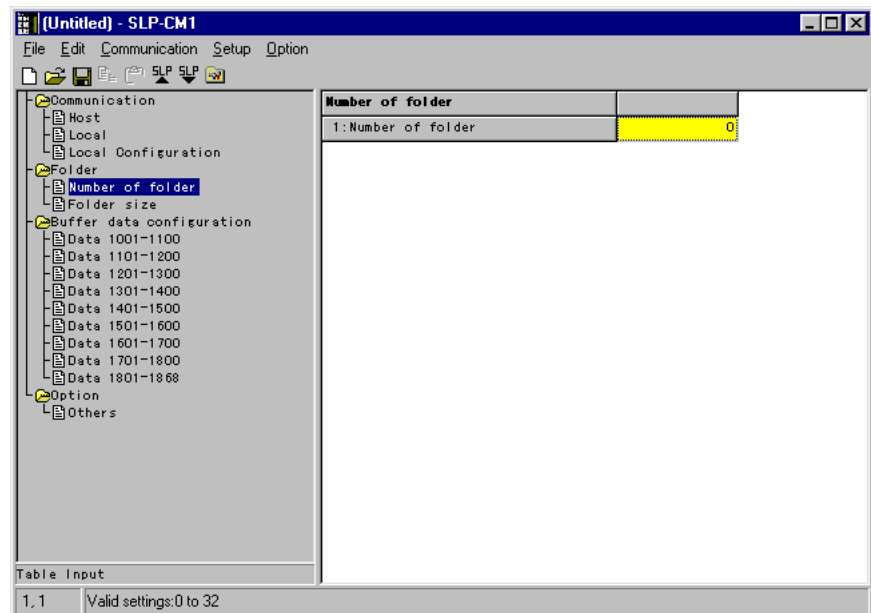 (Untitled) - SLP-CM1
File Edit Communication Setup Option
SLP SLP
Communication
Host
Local
Local Configuration
Folder
Number of folder
Folder size
Buffer data configuration
Data 1001-1100
Data 1101-1200
Data 1201-1300
Data 1301-1400
Data 1401-1500
Data 1501-1600
Data 1601-1700
Data 1701-1800
Data 1801-1868
Option
Others
Table Input
Number of folder
1:Number of folder 0
1, 1 Valid settings:0 to 32